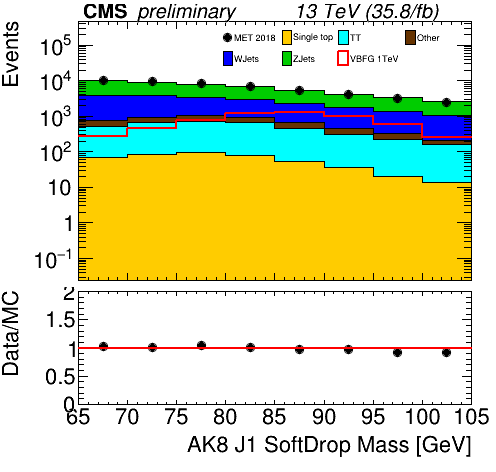 CMS preliminary 13 TeV (35.8/fb)
Events
MET 2018 Single top TT Other
WJets ZJets VBFG 1TeV
10⁵
10⁴
10³
10²
10
1
10⁻¹
Data/MC
2
1.5
1
0.5
0
65 70 75 80 85 90 95 100 105
AK8 J1 SoftDrop Mass [GeV]